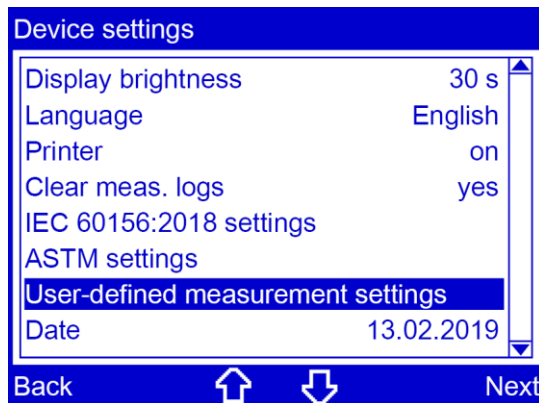 Device settings
Display brightness 30 s
Language English
Printer on
Clear meas. logs yes
IEC 60156:2018 settings
ASTM settings
User-defined measurement settings
Date 13.02.2019
Back Next